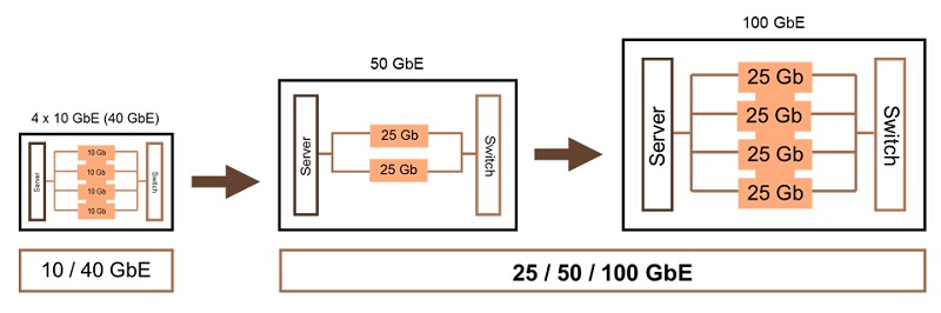 4 x 10 GbE (40 GbE)
Server
10 Gb
10 Gb
10 Gb
10 Gb
Switch
10 / 40 GbE
50 GbE
Server
25 Gb
25 Gb
Switch
100 GbE
Server
25 Gb
25 Gb
25 Gb
25 Gb
Switch
25 / 50 / 100 GbE